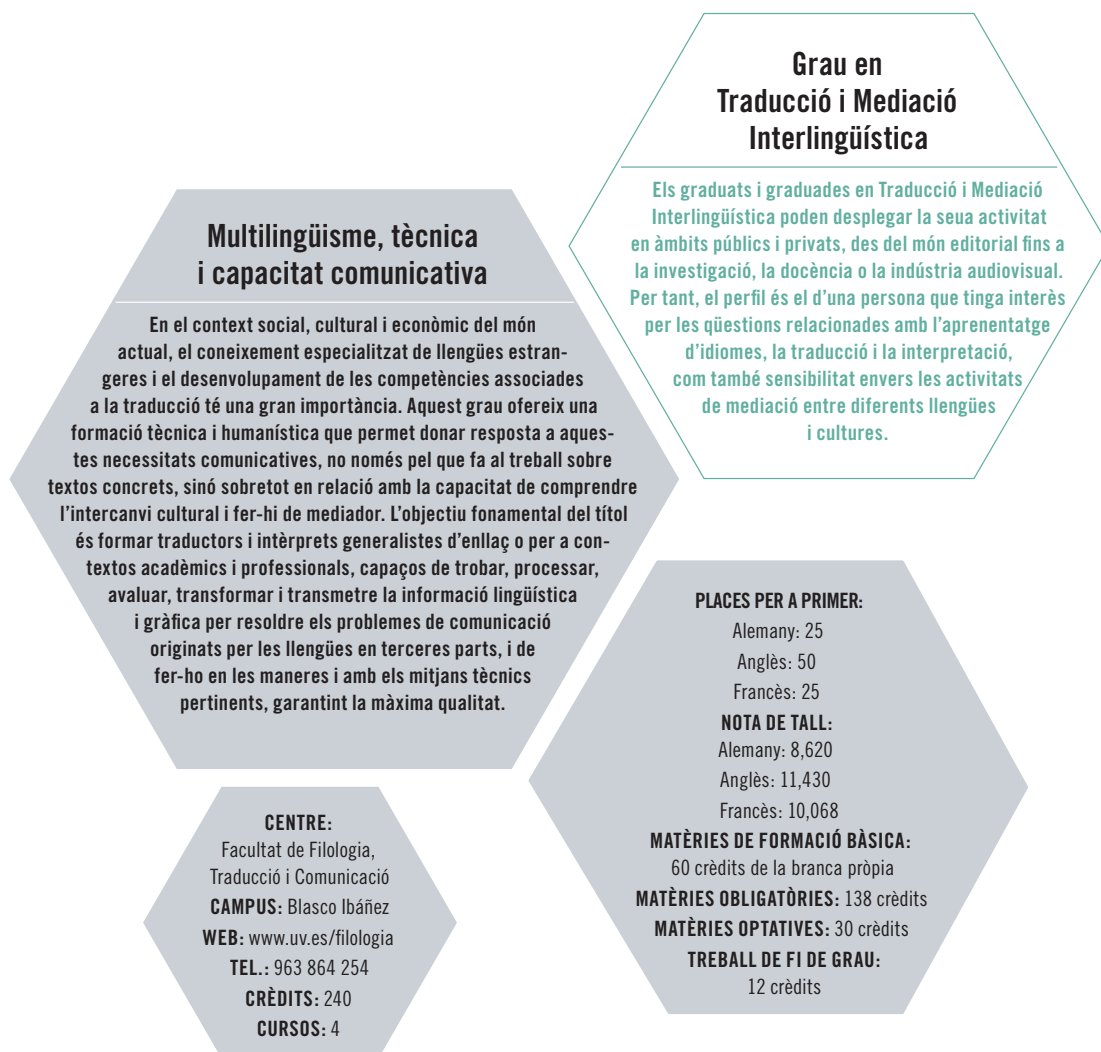 Grau en
Traducció i Mediació
Interlingüística
Els graduats i graduades en Traducció i Mediació
Interlingüística poden desplegar la seua activitat
en àmbits públics i privats, des del món editorial fins a
la investigació, la docència o la indústria audiovisual.
Per tant, el perfil és el d'una persona que tinga interès
per les qüestions relacionades amb l'aprenentatge
d'idiomes, la traducció i la interpretació,
com també sensibilitat envers les activitats
de mediació entre diferents llengües
i cultures.
Multilingüisme, tècnica
i capacitat comunicativa
En el context social, cultural i econòmic del món
actual, el coneixement especialitzat de llengües estran-
geres i el desenvolupament de les competències associades
a la traducció té una gran importància. Aquest grau ofereix una
formació tècnica i humanística que permet donar resposta a aques-
tes necessitats comunicatives, no només pel que fa al treball sobre
textos concrets, sinó sobretot en relació amb la capacitat de comprendre
l'intercanvi cultural i fer-hi de mediador. L'objectiu fonamental del títol
és formar traductors i intèrprets generalistes d'enllaç o per a con-
textos acadèmics i professionals, capaços de trobar, processar,
avaluar, transformar i transmetre la informació lingüística
i gràfica per resoldre els problemes de comunicació
originats per les llengües en terceres parts, i de
fer-ho en les maneres i amb els mitjans tècnics
pertinents, garantint la màxima qualitat.
PLACES PER A PRIMER:
Alemany: 25
Anglès: 50
Francès: 25
NOTA DE TALL:
Alemany: 8,620
Anglès: 11,430
Francès: 10,068
MATÈRIES DE FORMACIÓ BÀSICA:
60 crèdits de la branca pròpia
MATÈRIES OBLIGATÒRIES: 138 crèdits
MATÈRIES OPTATIVES: 30 crèdits
TREBALL DE FI DE GRAU:
12 crèdits
CENTRE:
Facultat de Filologia,
Traducció i Comunicació
CAMPUS: Blasco Ibáñez
WEB: www.uv.es/filologia
TEL.: 963 864 254
CRÈDITS: 240
CURSOS: 4